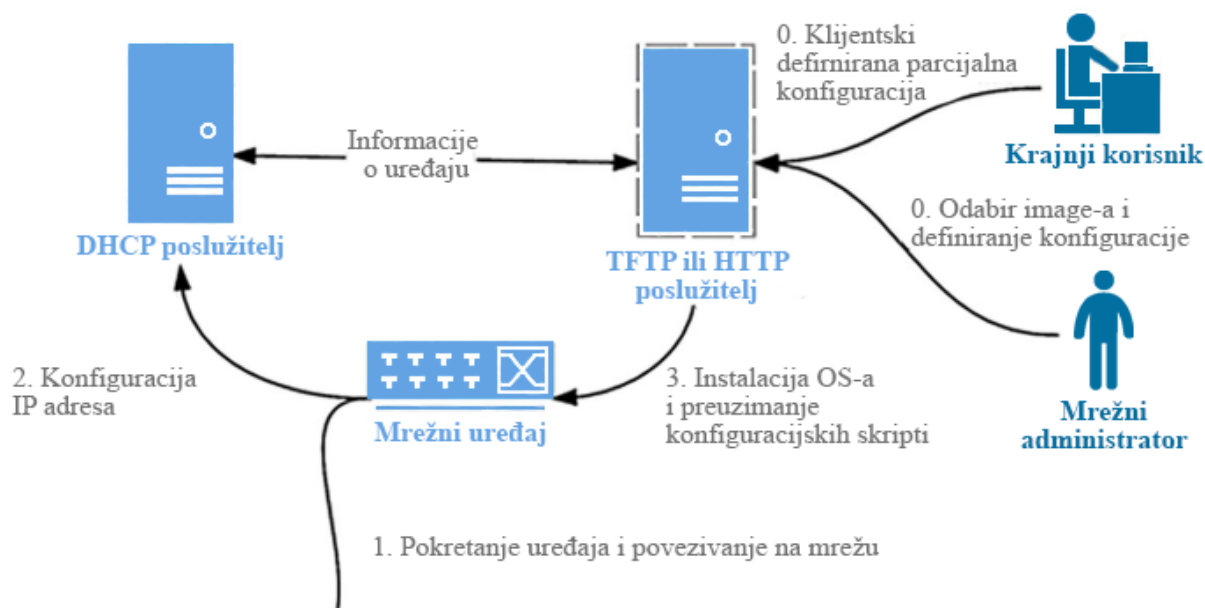 0. Klijentski
defirnirana parcijalna
konfiguracija
Krajnji korisnik
Informacije
o uređaju
DHCP poslužitelj
TFTP ili HTTP
poslužitelj
0. Odabir image-a i
definiranje konfiguracije
Mrežni
administrator
2. Konfiguracija
IP adresa
Mrežni uređaj
3. Instalacija OS-a
i preuzimanje
konfiguracijskih skripti
1. Pokretanje uređaja i povezivanje na mrežu